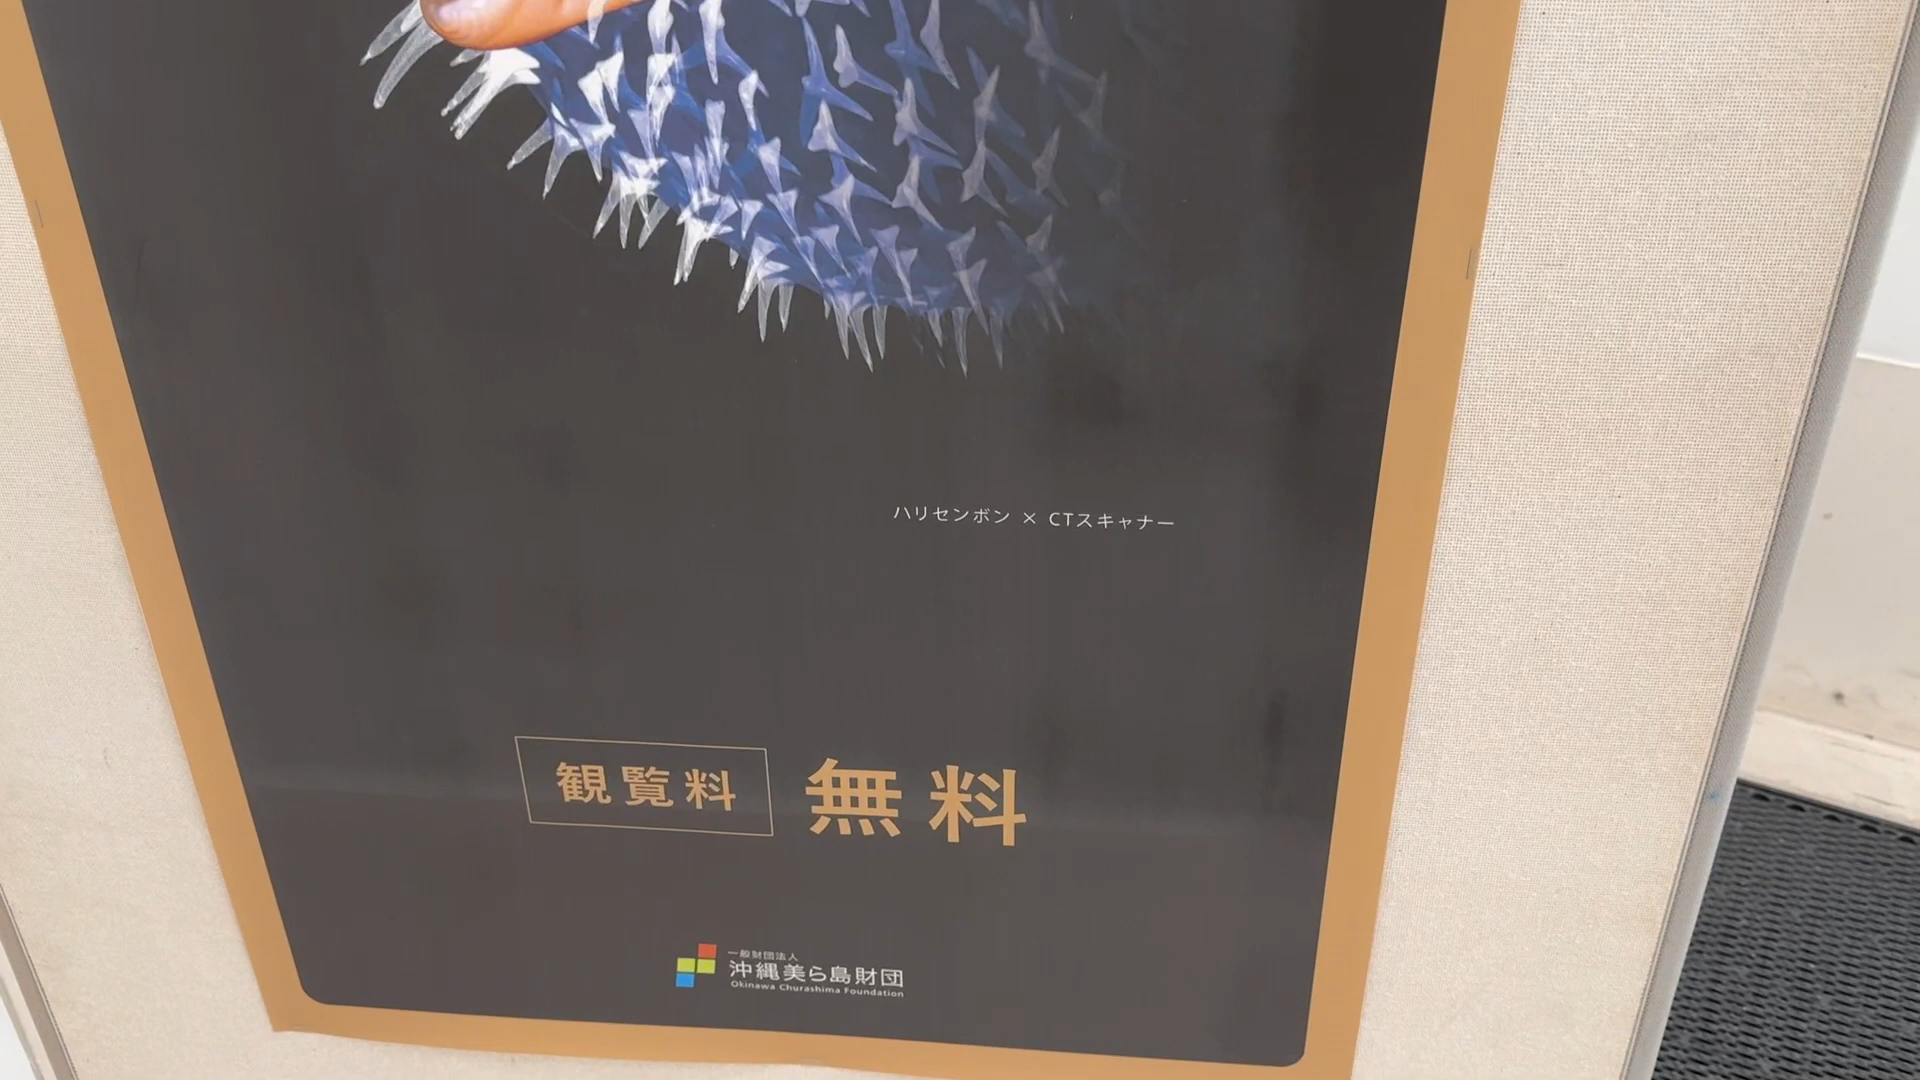 ハリセンボン × CTスキャナー
観覧料 無料
一般財団法人
沖縄美ら島財団
Okinawa Churashima Foundation